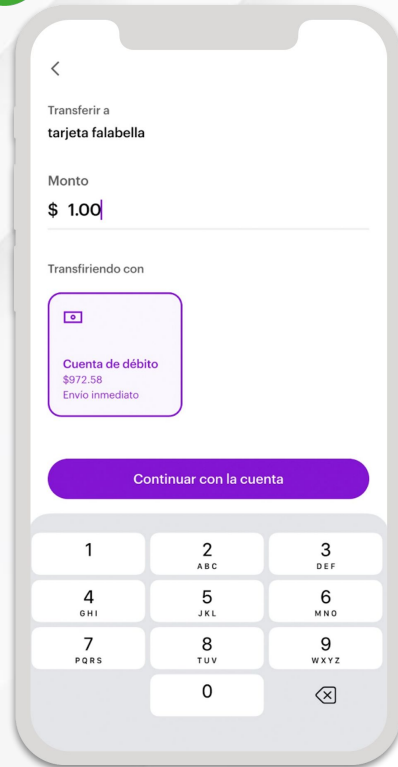 Transferir a
tarjeta falabella
Monto
$ 1.00
Transfiriendo con
Cuenta de débito
$972.58
Envío inmediato
Continuar con la cuenta
1 2 3
ABC DEF
4 5 6
GHI JKL MNO
7 8 9
PQRS TUV WXYZ
0